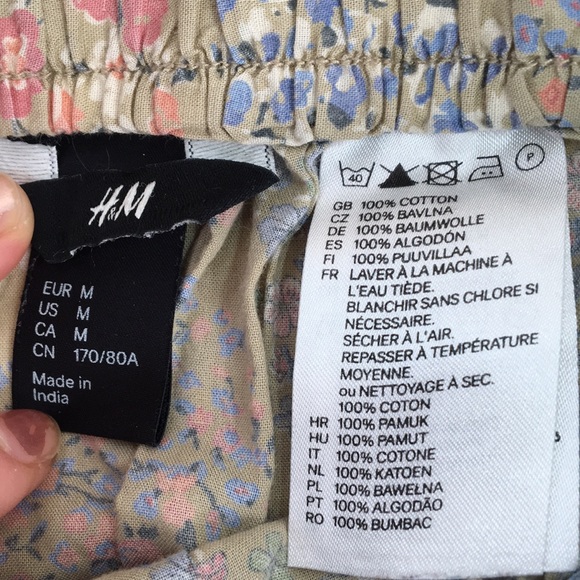 H&M
EUR M
US M
CA M
CN 170/80A
Made in
India
40
P
GB 100% COTTON
CZ 100% BAVLNA
DE 100% BAUMWOLLE
ES 100% ALGODÓN
FI 100% PUUVILLAA
FR LAVER À LA MACHINE À
L'EAU TIÈDE.
BLANCHIR SANS CHLORE SI
NÉCESSAIRE.
SÉCHER À L'AIR.
REPASSER À TEMPÉRATURE
MOYENNE.
ou NETTOYAGE À SEC.
100% COTON
HR 100% PAMUK
HU 100% PAMUT
IT 100% COTONE
NL 100% KATOEN
PL 100% BAWEŁNA
PT 100% ALGODÃO
RO 100% BUMBAC